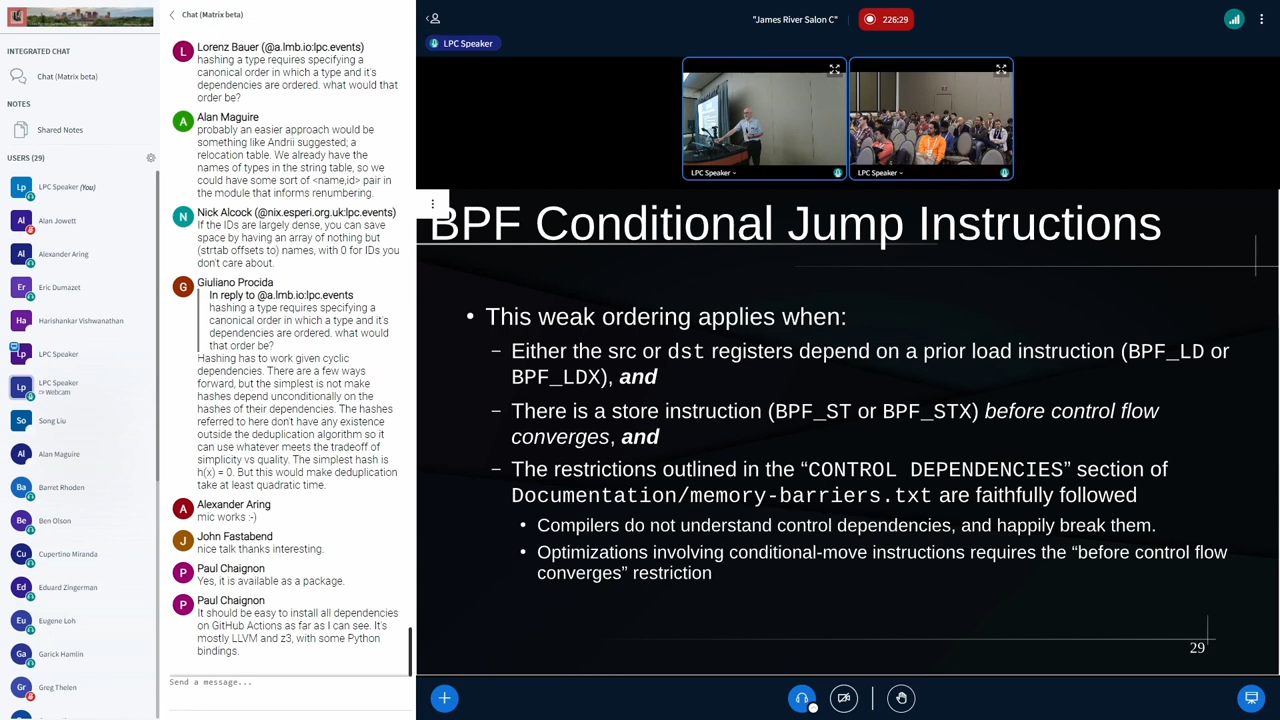 INTEGRATED CHAT
Chat (Matrix beta)
NOTES
Shared Notes
USERS (29)
Lp LPC Speaker (You)
Al Alan Jowett
Al Alexander Aring
Er Eric Dumazet
Ha Harishankar Vishwanathan
Lp LPC Speaker
Lp LPC Speaker
Webcam
So Song Liu
Al Alan Maguire
Ba Barret Rhoden
Be Ben Olson
Cu Cupertino Miranda
Ed Eduard Zingerman
Eu Eugene Loh
Ga Garick Hamlin
Gr Greg Thelen
Chat (Matrix beta)
L Lorenz Bauer (@a.lmb.io:lpc.events)
hashing a type requires specifying a
canonical order in which a type and it's
dependencies are ordered. what would that
order be?
A Alan Maguire
probably an easier approach would be
something like Andrii suggested; a
relocation table. We already have the
names of types in the string table, so we
could have some sort of <name,id> pair in
the module that informs renumbering.
N Nick Alcock (@nix.esperi.org.uk:lpc.events)
If the IDs are largely dense, you can save
space by having an array of nothing but
(strtab offsets to) names, with 0 for IDs you
don't care about.
G Giuliano Procida
In reply to @a.lmb.io:lpc.events
hashing a type requires specifying a
canonical order in which a type and it's
dependencies are ordered. what would
that order be?
Hashing has to work given cyclic
dependencies. There are a few ways
forward, but the simplest is not make
hashes depend unconditionally on the
hashes of their dependencies. The hashes
referred to here don't have any existence
outside the deduplication algorithm so it
can use whatever meets the tradeoff of
simplicity vs quality. The simplest hash is
h(x) = 0. But this would make deduplication
take at least quadratic time.
A Alexander Aring
mic works :-)
J John Fastabend
nice talk thanks interesting.
P Paul Chaignon
Yes, it is available as a package.
P Paul Chaignon
It should be easy to install all dependencies
on GitHub Actions as far as I can see. It's
mostly LLVM and z3, with some Python
bindings.
Send a message...
"James River Salon C"
226:29
LPC Speaker
LPC Speaker
LPC Speaker
BPF Conditional Jump Instructions
• This weak ordering applies when:
– Either the src or dst registers depend on a prior load instruction (BPF_LD or
BPF_LDX), and
– There is a store instruction (BPF_ST or BPF_STX) before control flow
converges, and
– The restrictions outlined in the “CONTROL DEPENDENCIES” section of
Documentation/memory-barriers.txt are faithfully followed
• Compilers do not understand control dependencies, and happily break them.
• Optimizations involving conditional-move instructions requires the “before control flow
converges” restriction
29